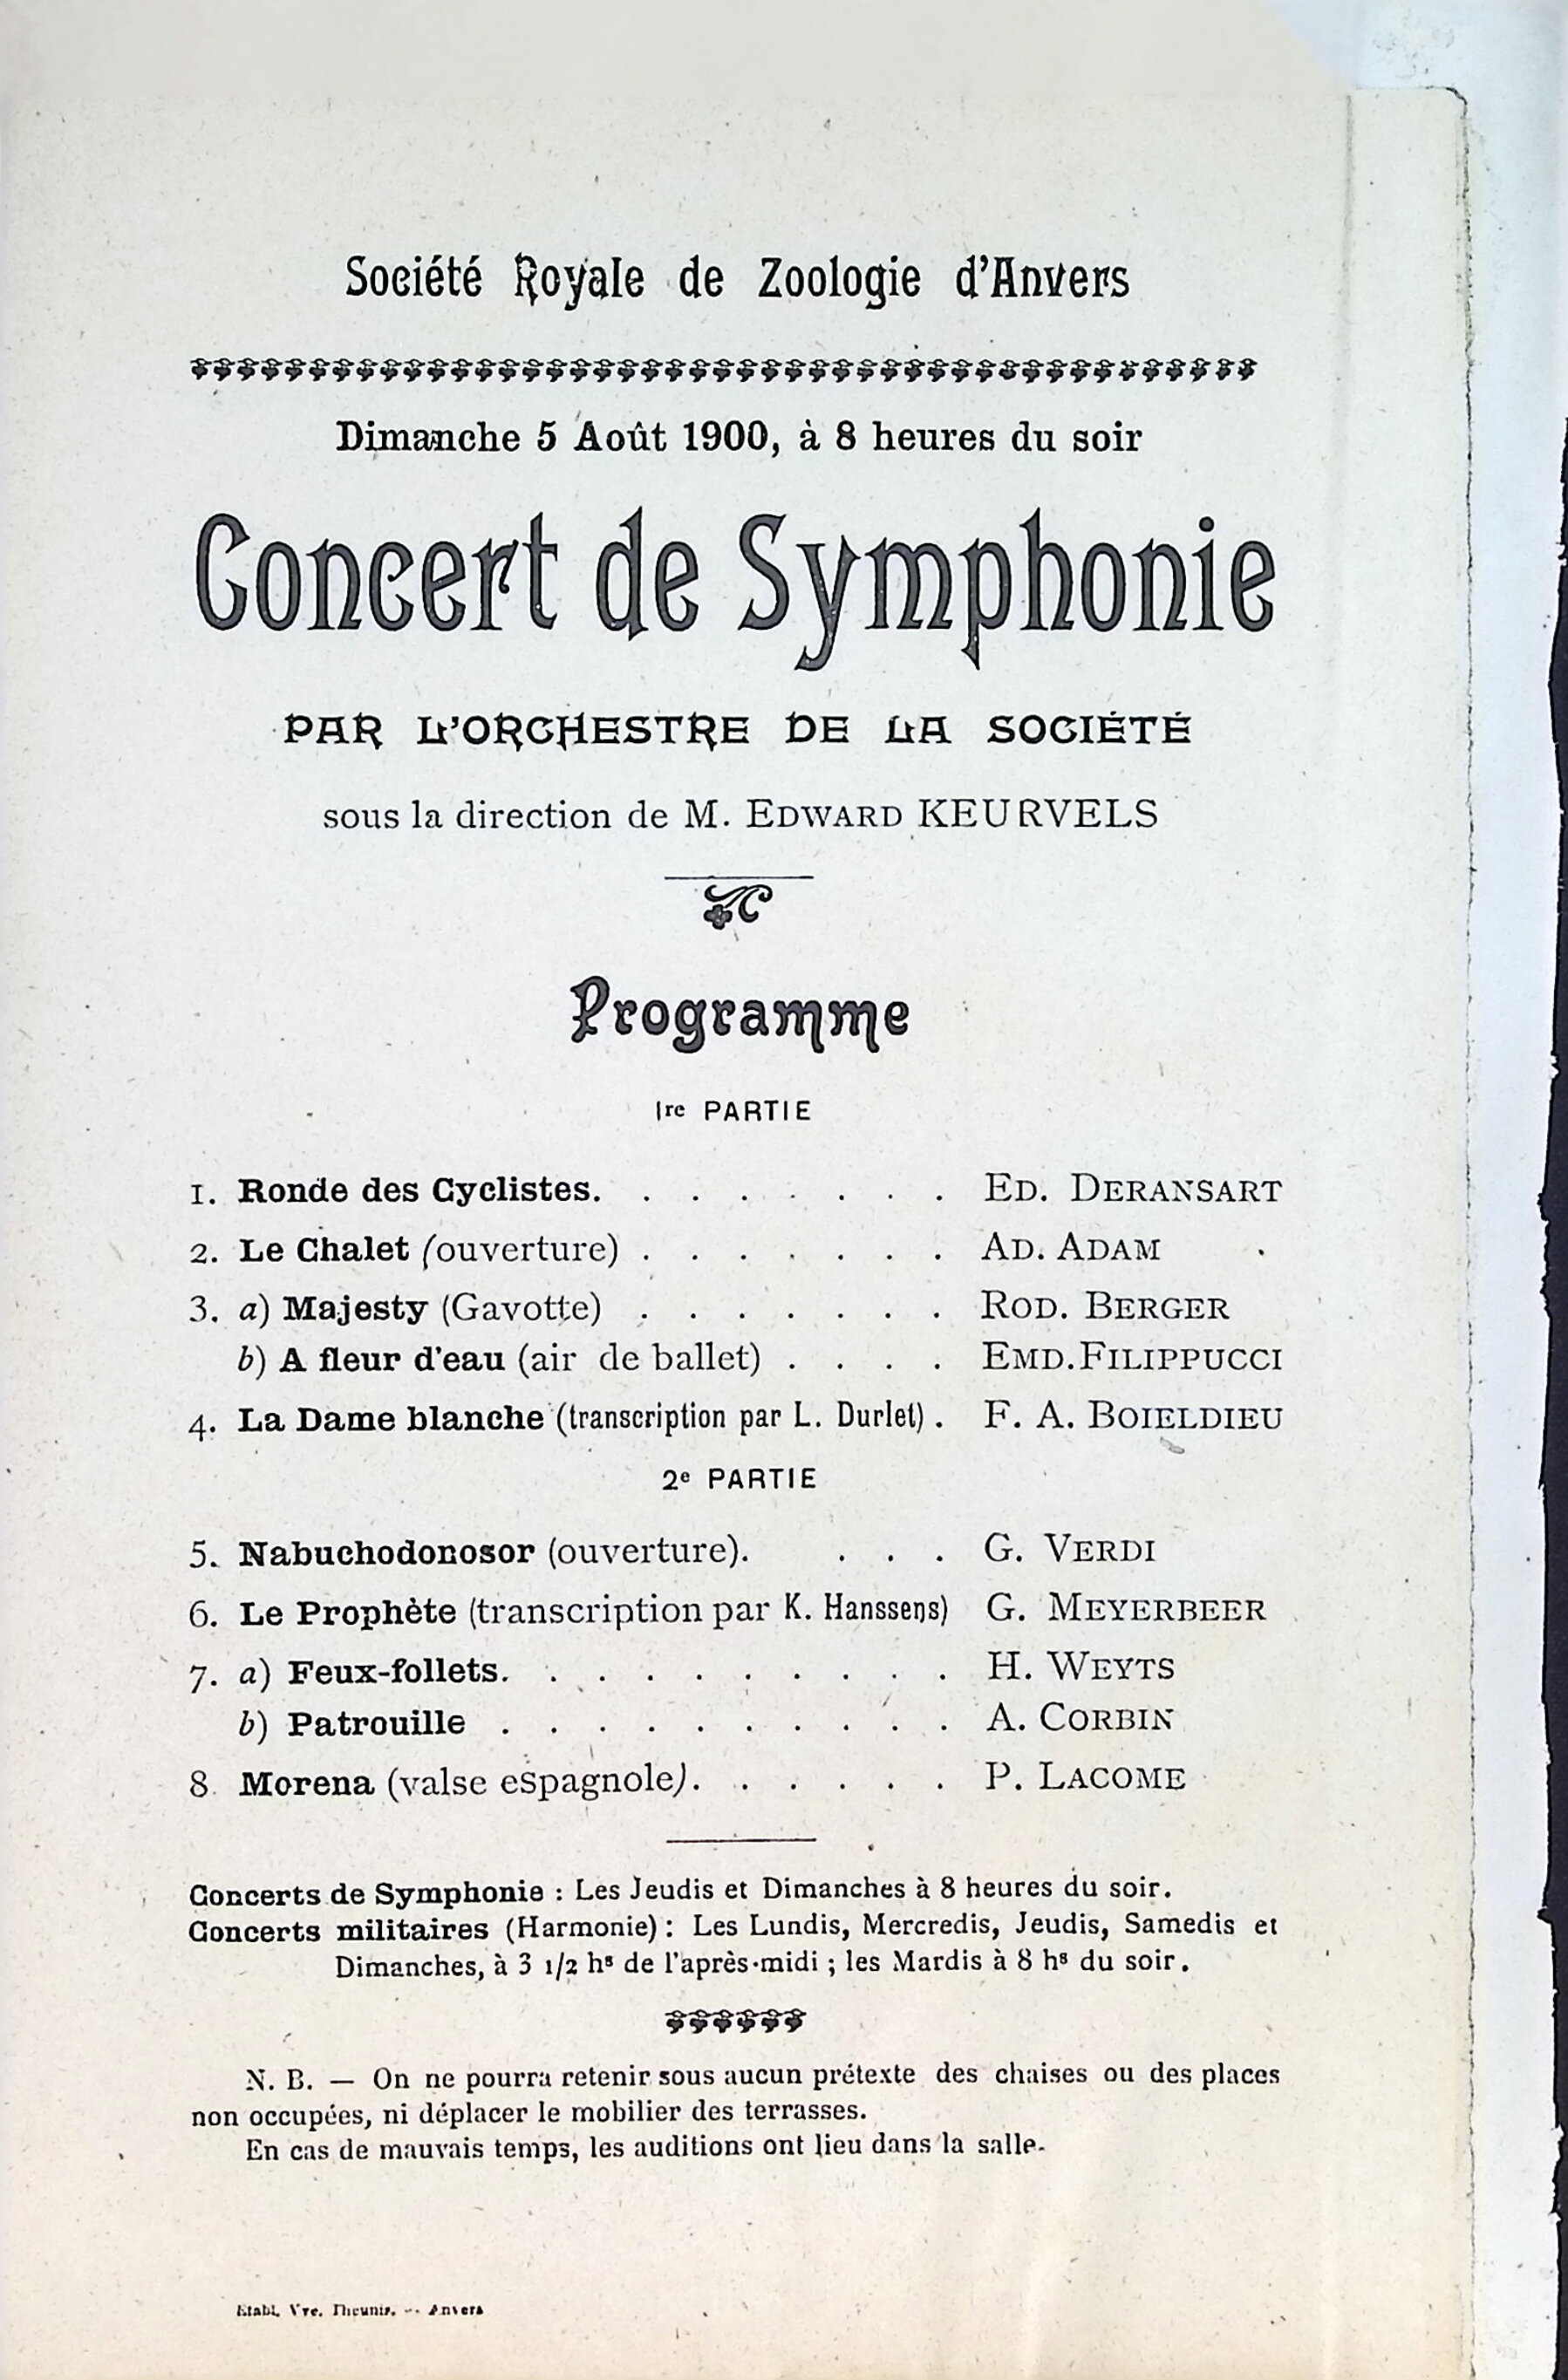 Société Royale de Zoologie d'Anvers
Dimanche 5 Août 1900, à 8 heures du soir
Concert de Symphonie
PAR L'ORCHESTRE DE LA SOCIÉTÉ
sous la direction de M. EDWARD KEURVELS
Programme
1re PARTIE
1. Ronde des Cyclistes. . . . . . . . ED. DERANSART
2. Le Chalet (ouverture) . . . . . . . AD. ADAM
3. a) Majesty (Gavotte) . . . . . . . ROD. BERGER
b) A fleur d'eau (air de ballet) . . . . EMD. FILIPPUCCI
4. La Dame blanche (transcription par L. Durlet) . F. A. BOIELDIEU
2e PARTIE
5. Nabuchodonosor (ouverture). . . . G. VERDI
6. Le Prophète (transcription par K. Hanssens) G. MEYERBEER
7. a) Feux-follets. . . . . . . . . . H. WEYTS
b) Patrouille . . . . . . . . . . A. CORBIN
8. Morena (valse espagnole). . . . . . P. LACOME
Concerts de Symphonie : Les Jeudis et Dimanches à 8 heures du soir.
Concerts militaires (Harmonie) : Les Lundis, Mercredis, Jeudis, Samedis et
Dimanches, à 3 1/2 hs de l'après-midi ; les Mardis à 8 hs du soir.
N. B. — On ne pourra retenir sous aucun prétexte des chaises ou des places
non occupées, ni déplacer le mobilier des terrasses.
En cas de mauvais temps, les auditions ont lieu dans la salle.
Etabl. Vve. Theunis. -- Anvers